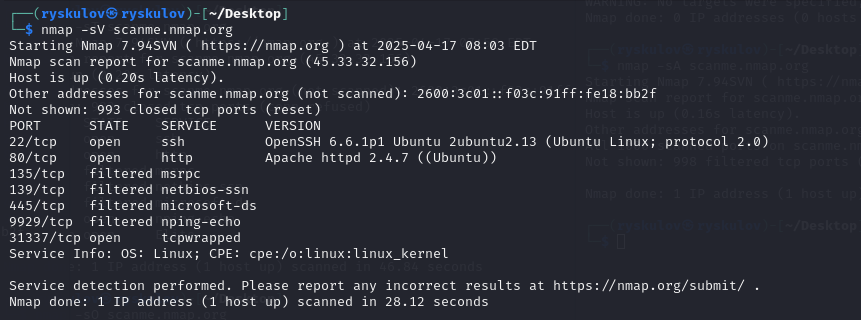 ┌──(ryskulov㉿ryskulov)-[~/Desktop]
└─$ nmap -sV scanme.nmap.org
Starting Nmap 7.94SVN ( https://nmap.org ) at 2025-04-17 08:03 EDT
Nmap scan report for scanme.nmap.org (45.33.32.156)
Host is up (0.20s latency).
Other addresses for scanme.nmap.org (not scanned): 2600:3c01::f03c:91ff:fe18:bb2f
Not shown: 993 closed tcp ports (reset)
PORT      STATE    SERVICE      VERSION
22/tcp    open     ssh          OpenSSH 6.6.1p1 Ubuntu 2ubuntu2.13 (Ubuntu Linux; protocol 2.0)
80/tcp    open     http         Apache httpd 2.4.7 ((Ubuntu))
135/tcp   filtered msrpc
139/tcp   filtered netbios-ssn
445/tcp   filtered microsoft-ds
9929/tcp  filtered nping-echo
31337/tcp open     tcpwrapped
Service Info: OS: Linux; CPE: cpe:/o:linux:linux_kernel
Service detection performed. Please report any incorrect results at https://nmap.org/submit/ .
Nmap done: 1 IP address (1 host up) scanned in 28.12 seconds